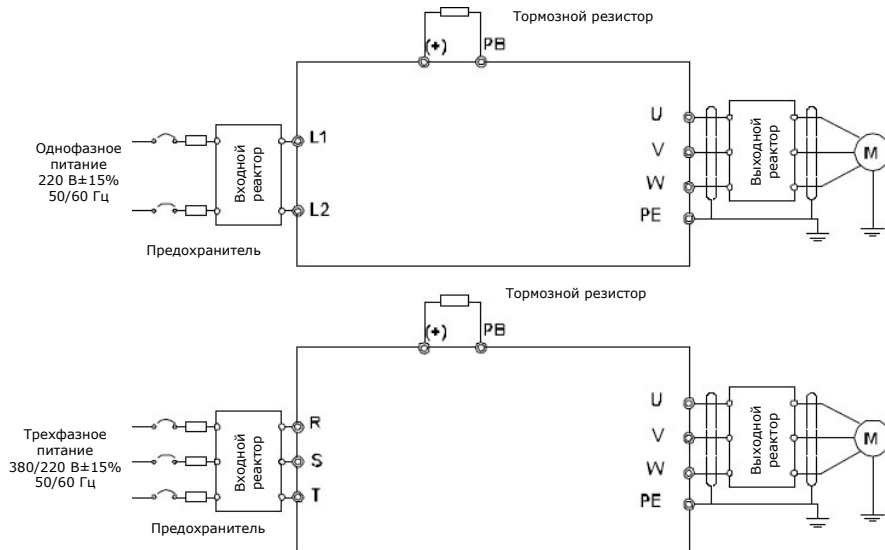 Тормозной резистор
(+) PB
Однофазное
питание
220 В±15%
50/60 Гц
Входной
реактор
L1
L2
Предохранитель
U
V
W
PE
Выходной
реактор
M
Тормозной резистор
(+) PB
Трехфазное
питание
380/220 В±15%
50/60 Гц
Входной
реактор
R
S
T
Предохранитель
U
V
W
PE
Выходной
реактор
M